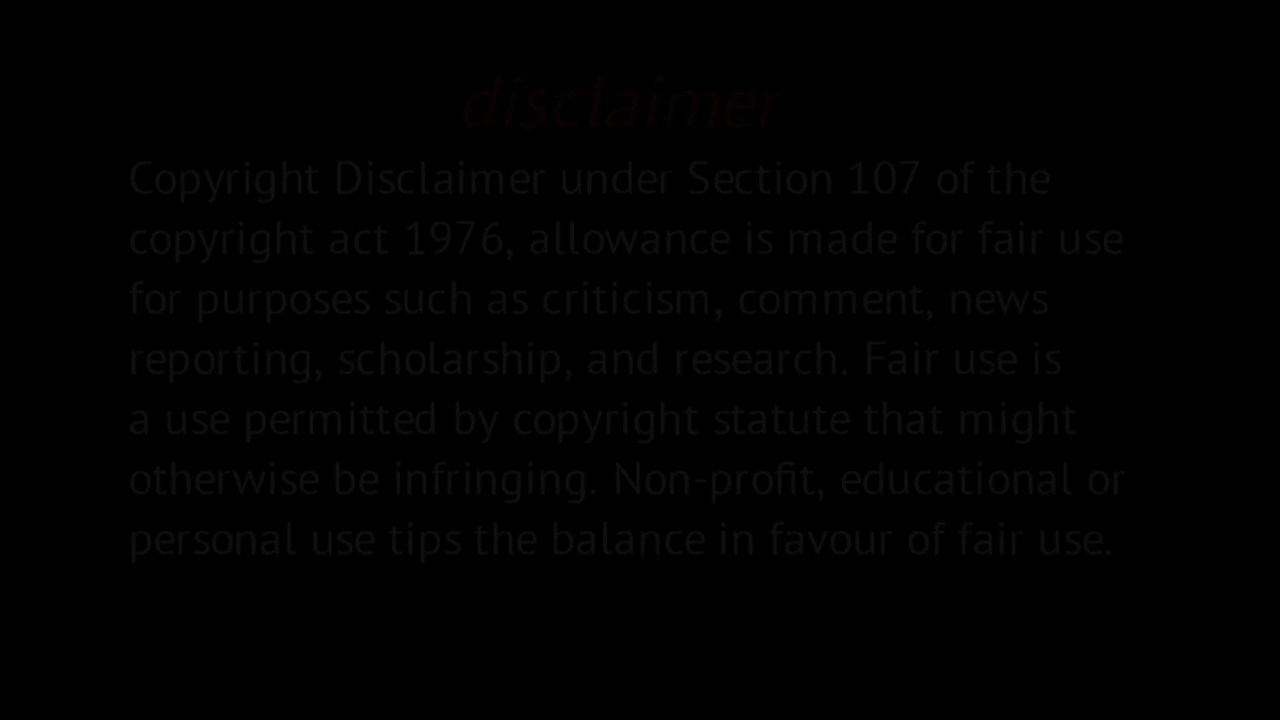 disclaimer
Copyright Disclaimer under Section 107 of the
copyright act 1976, allowance is made for fair use
for purposes such as criticism, comment, news
reporting, scholarship, and research. Fair use is
a use permitted by copyright statute that might
otherwise be infringing. Non-profit, educational or
personal use tips the balance in favour of fair use.